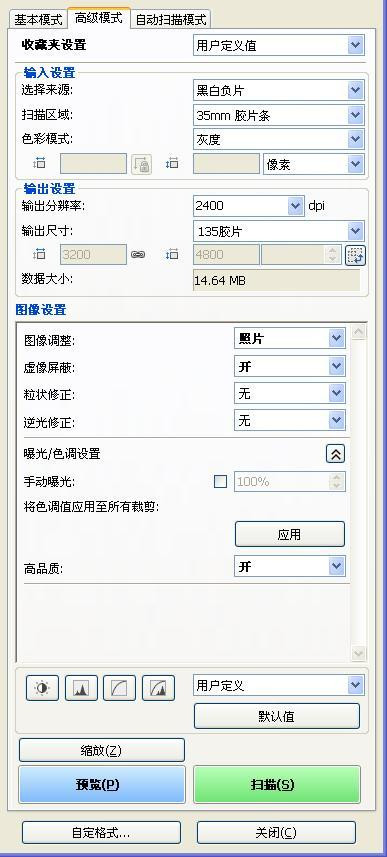 基本模式 高级模式 自动扫描模式
收藏夹设置 用户定义值
输入设置
选择来源: 黑白负片
扫描区域: 35mm 胶片条
色彩模式: 灰度
像素
输出设置
输出分辨率: 2400 dpi
输出尺寸: 135胶片
3200 4800
数据大小: 14.64 MB
图像设置
图像调整: 照片
虚像屏蔽: 开
粒状修正: 无
逆光修正: 无
曝光/色调设置
手动曝光: 100%
将色调值应用至所有裁剪:
应用
高品质: 开
用户定义
默认值
缩放(Z)
预览(P) 扫描(S)
自定格式... 关闭(C)